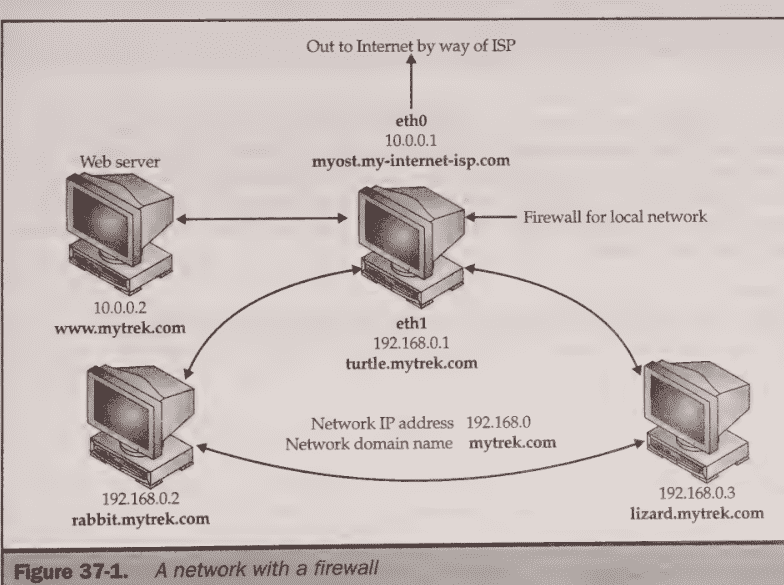 Out to Internet by way of ISP
eth0
10.0.0.1
myost.my-internet-isp.com
Web server
Firewall for local network
10.0.0.2
www.mytrek.com
eth1
192.168.0.1
turtle.mytrek.com
Network IP address 192.168.0
Network domain name mytrek.com
192.168.0.2
rabbit.mytrek.com
192.168.0.3
lizard.mytrek.com
Figure 37-1. A network with a firewall